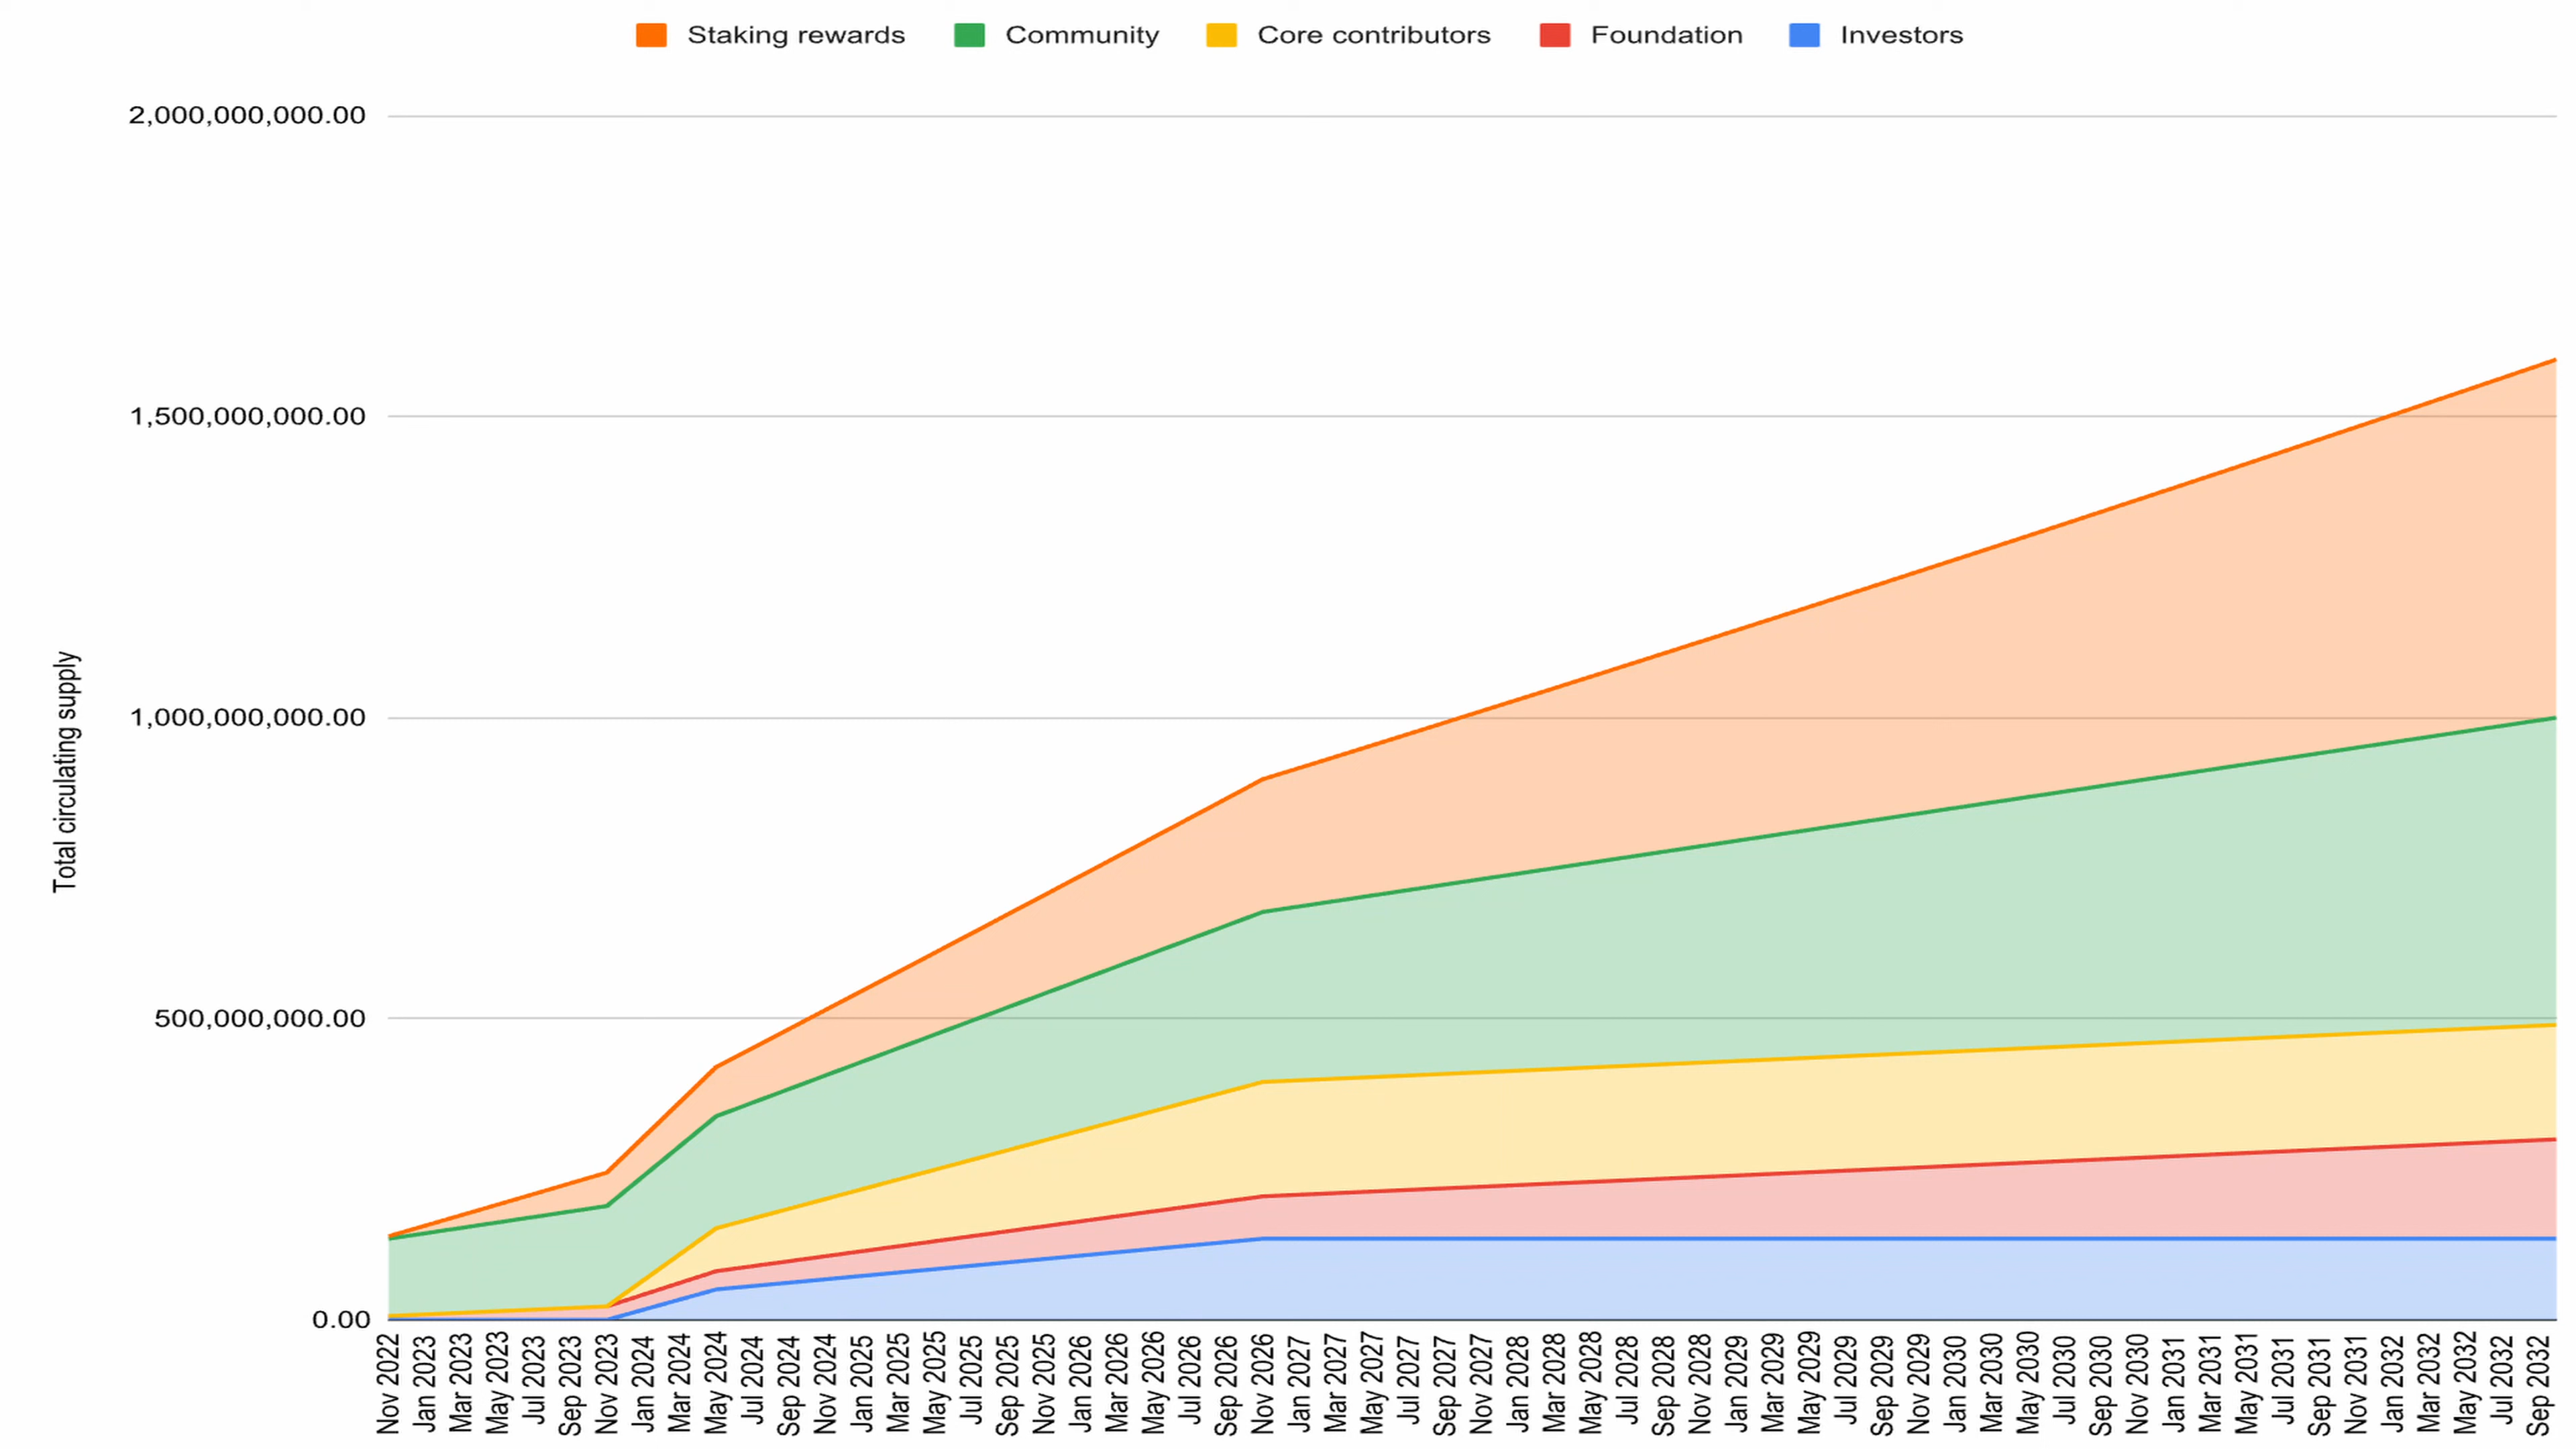 Staking rewards Community Core contributors Foundation Investors
2,000,000,000.00
1,500,000,000.00
1,000,000,000.00
500,000,000.00
0.00
Total circulating supply
Nov 2022
Jan 2023
Mar 2023
May 2023
Jul 2023
Sep 2023
Nov 2023
Jan 2024
Mar 2024
May 2024
Jul 2024
Sep 2024
Nov 2024
Jan 2025
Mar 2025
May 2025
Jul 2025
Sep 2025
Nov 2025
Jan 2026
Mar 2026
May 2026
Jul 2026
Sep 2026
Nov 2026
Jan 2027
Mar 2027
May 2027
Jul 2027
Sep 2027
Nov 2027
Jan 2028
Mar 2028
May 2028
Jul 2028
Sep 2028
Nov 2028
Jan 2029
Mar 2029
May 2029
Jul 2029
Sep 2029
Nov 2029
Jan 2030
Mar 2030
May 2030
Jul 2030
Sep 2030
Nov 2030
Jan 2031
Mar 2031
May 2031
Jul 2031
Sep 2031
Nov 2031
Jan 2032
Mar 2032
May 2032
Jul 2032
Sep 2032